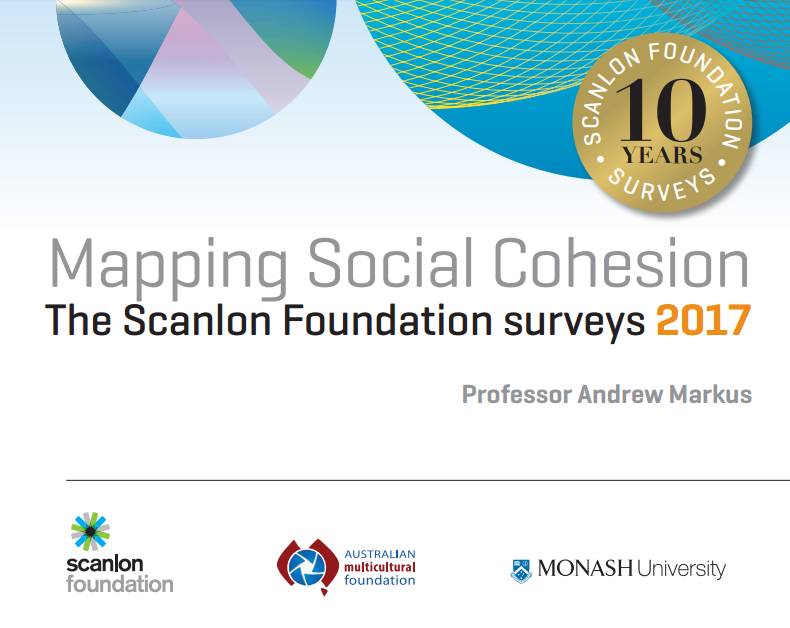 SCANLON FOUNDATION
10
YEARS
• SURVEYS •
Mapping Social Cohesion
The Scanlon Foundation surveys 2017
Professor Andrew Markus
scanlon
foundation
AUSTRALIAN
multicultural
foundation
MONASH University